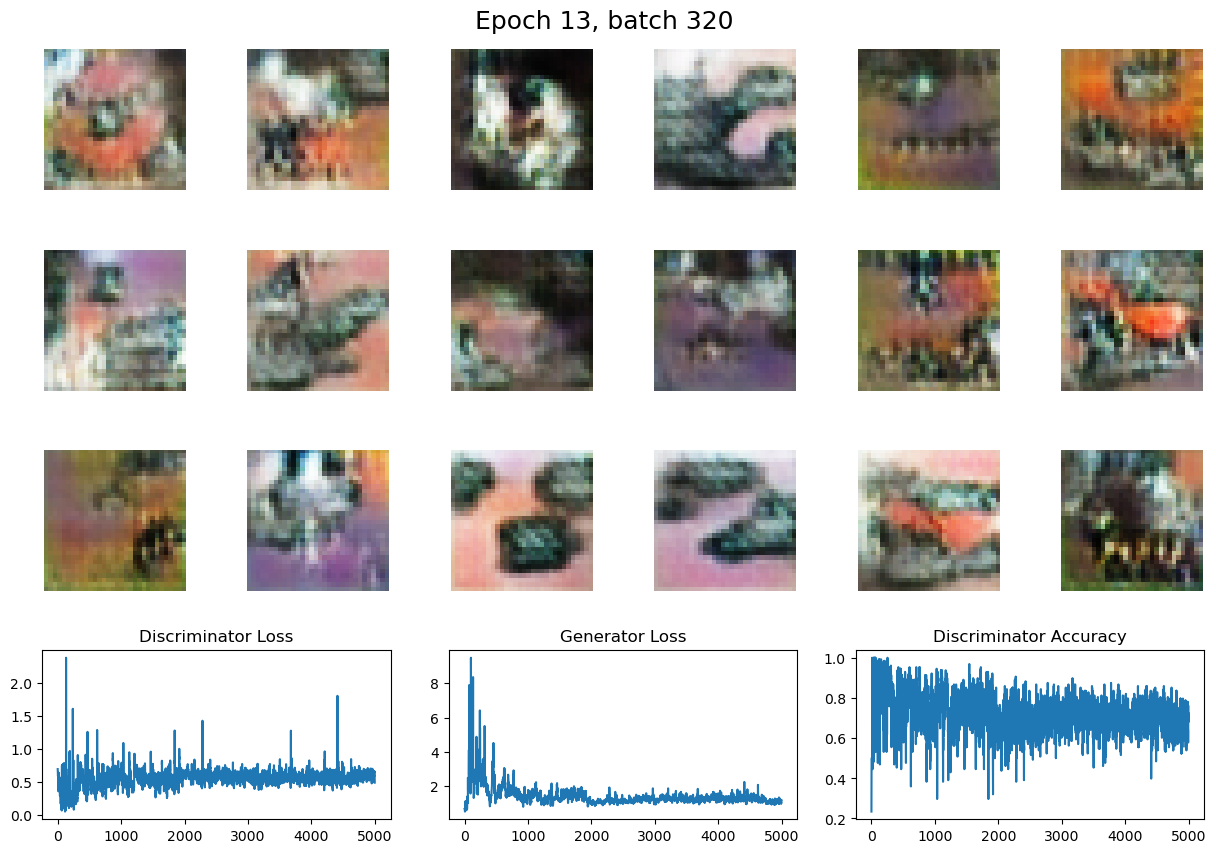 Epoch 13, batch 320
Discriminator Loss
Generator Loss
Discriminator Accuracy
2.0
1.5
1.0
0.5
0.0
0 1000 2000 3000 4000 5000
8
6
4
2
0 1000 2000 3000 4000 5000
1.0
0.8
0.6
0.4
0.2
0 1000 2000 3000 4000 5000